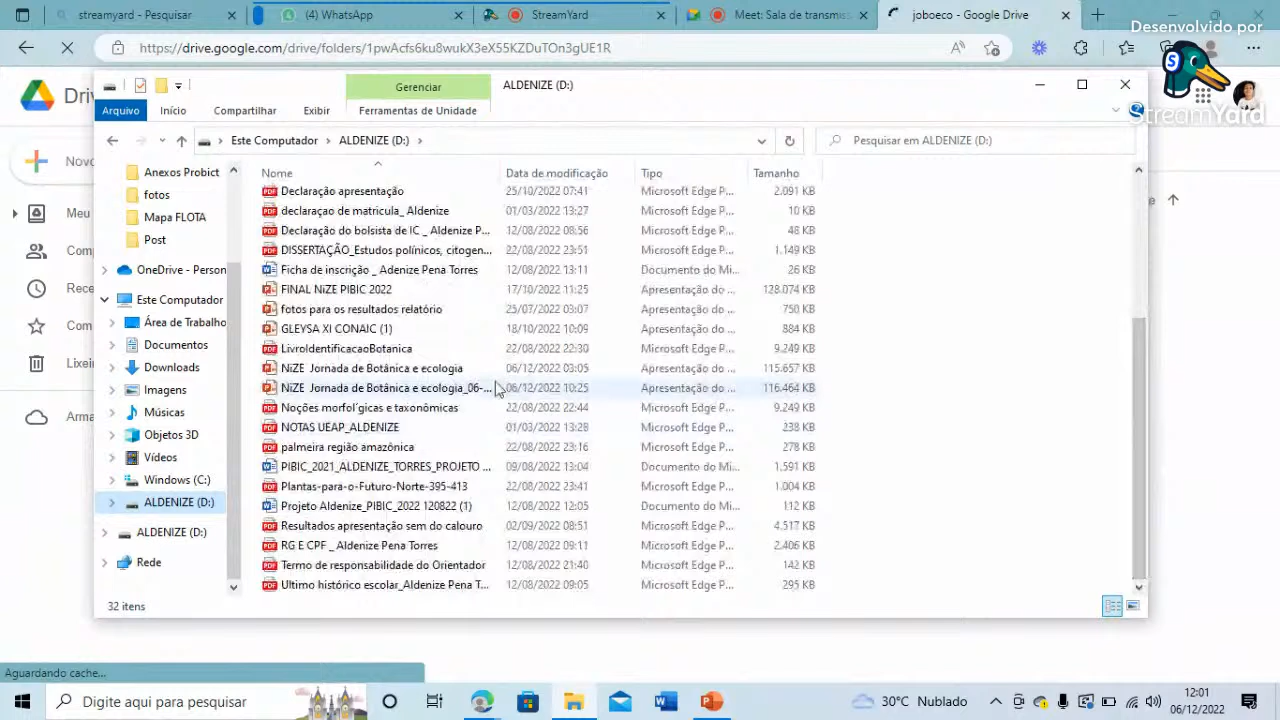 streamyard - Pesquisar
(4) WhatsApp
StreamYard
Meet: Sala de transmis
joboeco - Google Drive
Desenvolvido por
StreamYard
https://drive.google.com/drive/folders/1pwAcfs6ku8wukX3eX55KZDuTOn3gUE1R
Gerenciar
ALDENIZE (D:)
Arquivo
Início
Compartilhar
Exibir
Ferramentas de Unidade
Este Computador
ALDENIZE (D:)
Pesquisar em ALDENIZE (D:)
Driv
Novo
Meu
Comp
Rece
Com
Lixei
Arma
Anexos Probict
fotos
Mapa FLOTA
Post
OneDrive - Person
Este Computador
Área de Trabalho
Documentos
Downloads
Imagens
Músicas
Objetos 3D
Vídeos
Windows (C:)
ALDENIZE (D:)
ALDENIZE (D:)
Rede
Nome Data de modificação Tipo Tamanho
Declaração apresentação 25/10/2022 07:41 Microsoft Edge P... 2.091 KB
declaraçao de matricula_ Aldenize 01/03/2022 13:27 Microsoft Edge P... 10 KB
Declaração do bolsista de IC _ Aldenize P... 12/08/2022 08:56 Microsoft Edge P... 48 KB
DISSERTAÇÃO_Estudos polínicos, citogen... 22/08/2022 23:51 Microsoft Edge P... 1.149 KB
Ficha de inscrição _ Adenize Pena Torres 12/08/2022 13:11 Documento do Mi... 26 KB
FINAL NiZE PIBIC 2022 17/10/2022 11:25 Apresentação do ... 128.074 KB
fotos para os resultados relatório 25/07/2022 03:07 Apresentação do ... 750 KB
GLEYSA XI CONAIC (1) 18/10/2022 10:09 Apresentação do ... 884 KB
LivroIdentificacaoBotanica 22/08/2022 22:30 Microsoft Edge P... 9.249 KB
NiZE Jornada de Botânica e ecologia 06/12/2022 03:05 Apresentação do ... 115.657 KB
NiZE Jornada de Botânica e ecologia_06-... 06/12/2022 10:25 Apresentação do ... 116.464 KB
Noções morfol´gicas e taxonômicas 22/08/2022 22:44 Microsoft Edge P... 9.249 KB
NOTAS UEAP_ALDENIZE 01/03/2022 13:28 Microsoft Edge P... 238 KB
palmeira região amazônica 22/08/2022 23:16 Microsoft Edge P... 278 KB
PIBIC_2021_ALDENIZE_TORRES_PROJETO ... 09/08/2022 13:04 Documento do Mi... 1.591 KB
Plantas-para-o-Futuro-Norte-395-413 22/08/2022 23:41 Microsoft Edge P... 1.004 KB
Projeto Aldenize_PIBIC_2022 120822 (1) 12/08/2022 12:05 Documento do Mi... 112 KB
Resultados apresentação sem do calouro 02/09/2022 08:51 Microsoft Edge P... 4.517 KB
RG E CPF _ Aldenize Pena Torres 12/08/2022 09:11 Microsoft Edge P... 2.406 KB
Termo de responsabilidade do Orientador 12/08/2022 21:40 Microsoft Edge P... 142 KB
Ultimo histórico escolar_Aldenize Pena T... 12/08/2022 09:05 Microsoft Edge P... 295 KB
32 itens
Aguardando cache...
Digite aqui para pesquisar
30°C Nublado
12:01
06/12/2022